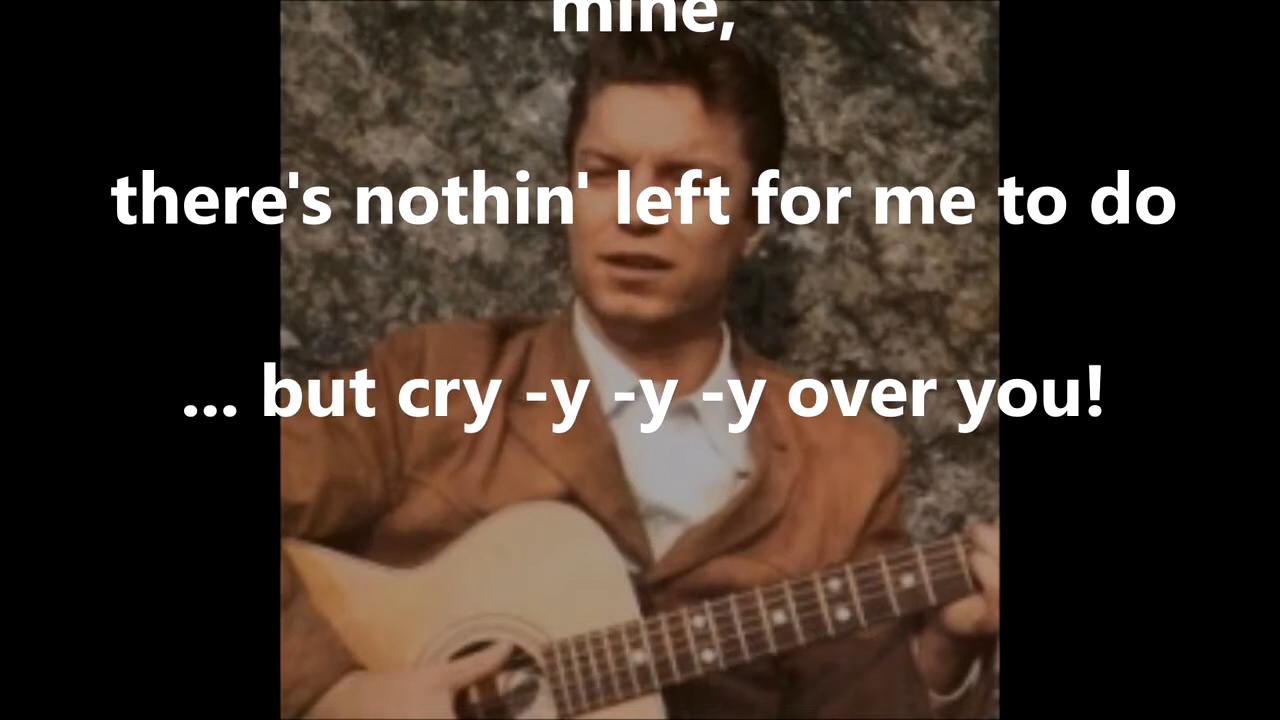 mine,
there's nothin' left for me to do
... but cry -y -y -y over you!